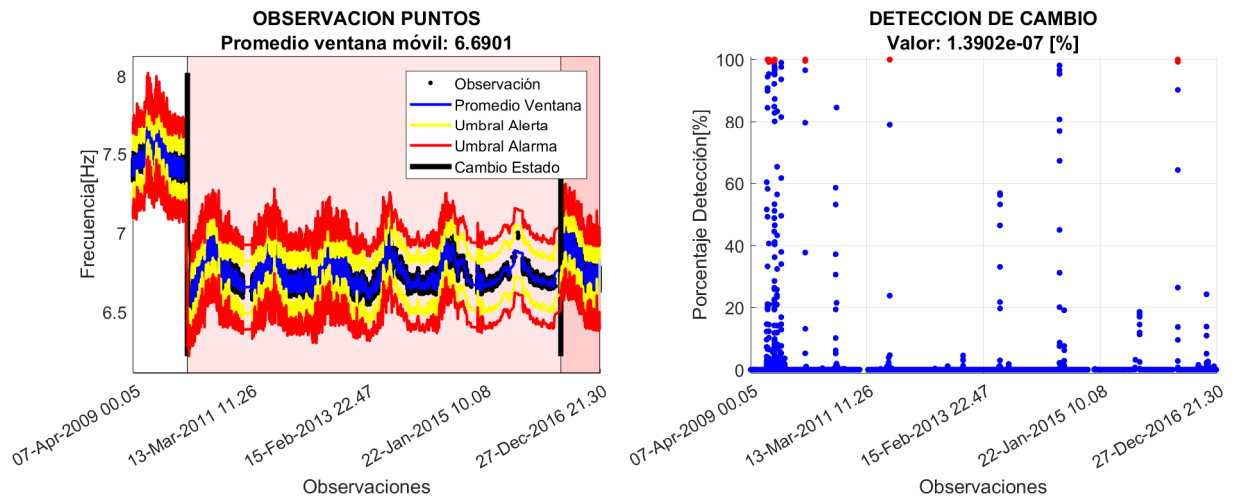 OBSERVACION PUNTOS
Promedio ventana móvil: 6.6901
Frecuencia[Hz]
8
7.5
7
6.5
Observación
Promedio Ventana
Umbral Alerta
Umbral Alarma
Cambio Estado
07-Apr-2009 00.05
13-Mar-2011 11.26
15-Feb-2013 22.47
22-Jan-2015 10.08
27-Dec-2016 21.30
Observaciones
DETECCION DE CAMBIO
Valor: 1.3902e-07 [%]
Porcentaje Detección[%]
100
80
60
40
20
0
07-Apr-2009 00.05
13-Mar-2011 11.26
15-Feb-2013 22.47
22-Jan-2015 10.08
27-Dec-2016 21.30
Observaciones